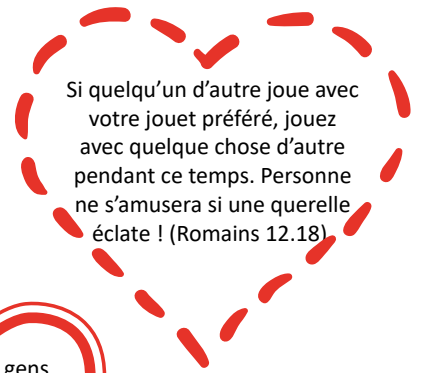 Si quelqu’un d’autre joue avec
votre jouet préféré, jouez
avec quelque chose d’autre
pendant ce temps. Personne
ne s’amusera si une querelle
éclate ! (Romains 12.18)
gens